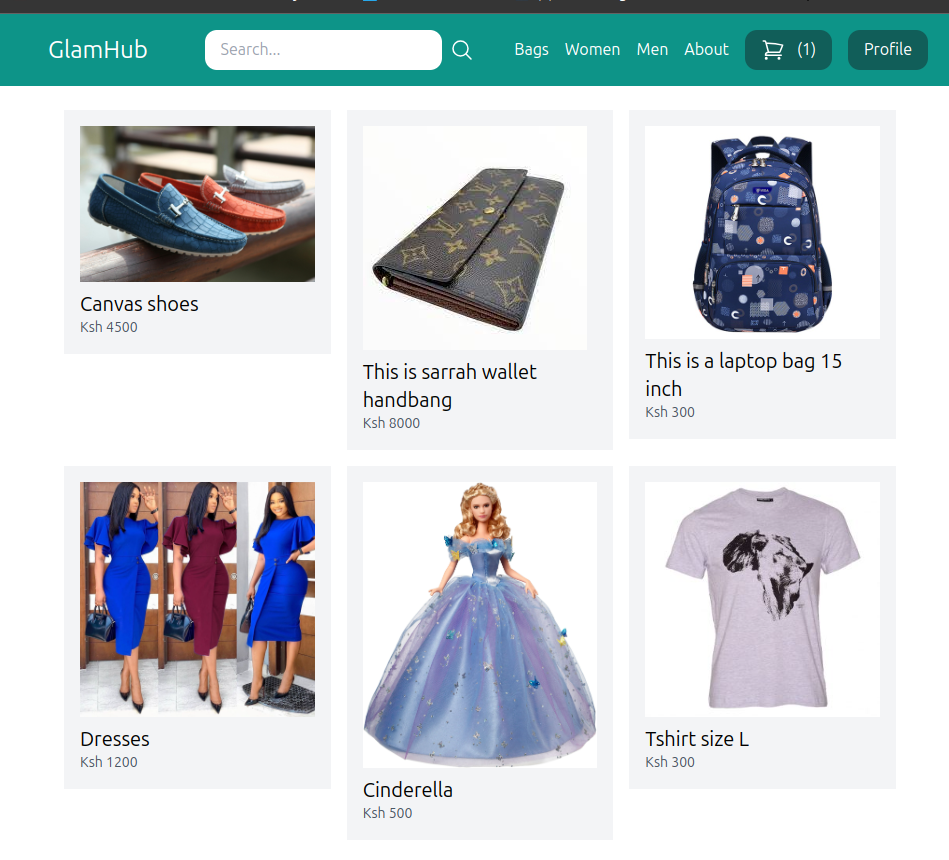 GlamHub
Search...
Bags
Women
Men
About
(1)
Profile
Canvas shoes
Ksh 4500
This is sarrah wallet
handbang
Ksh 8000
This is a laptop bag 15
inch
Ksh 300
Dresses
Ksh 1200
Cinderella
Ksh 500
Tshirt size L
Ksh 300